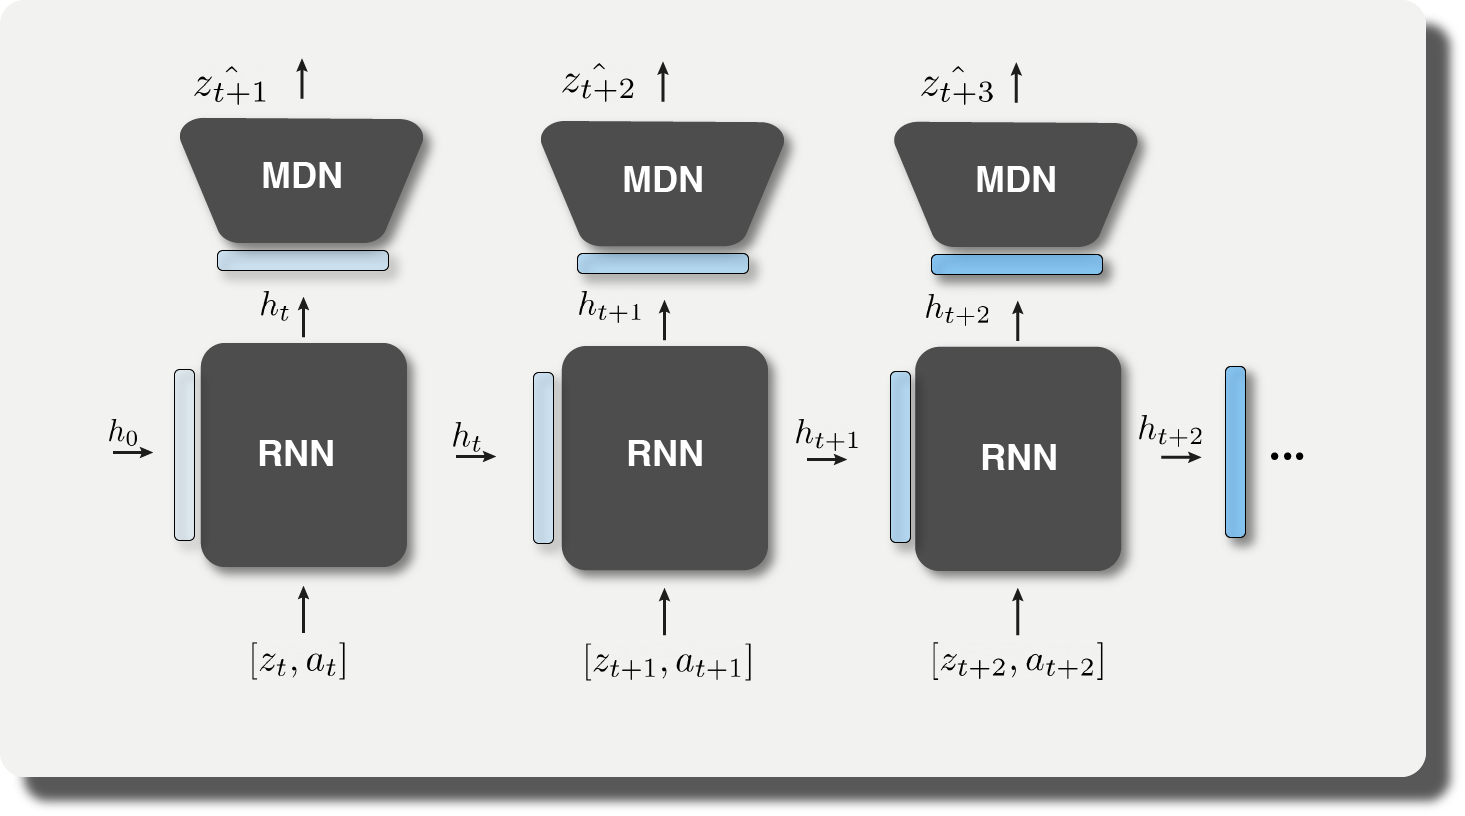 $\hat{z_{t+1}}$ $\hat{z_{t+2}}$ $\hat{z_{t+3}}$
MDN MDN MDN
$h_t$ $h_{t+1}$ $h_{t+2}$
$h_0$ RNN $h_t$ RNN $h_{t+1}$ RNN $h_{t+2}$ ...
$[z_t, a_t]$ $[z_{t+1}, a_{t+1}]$ $[z_{t+2}, a_{t+2}]$